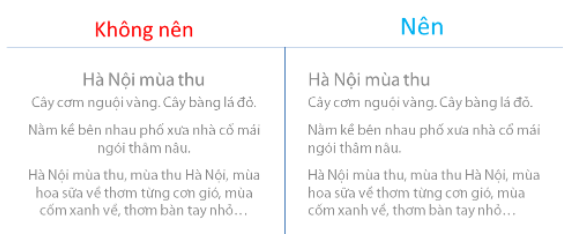 Không nên
Hà Nội mùa thu
Cây cơm nguội vàng. Cây bàng lá đỏ.
Nằm kề bên nhau phố xưa nhà cổ mái
ngói thâm nâu.
Hà Nội mùa thu, mùa thu Hà Nội, mùa
hoa sữa về thơm từng cơn gió, mùa
cốm xanh về, thơm bàn tay nhỏ…
Nên
Hà Nội mùa thu
Cây cơm nguội vàng. Cây bàng lá đỏ.
Nằm kề bên nhau phố xưa nhà cổ mái
ngói thâm nâu.
Hà Nội mùa thu, mùa thu Hà Nội, mùa
hoa sữa về thơm từng cơn gió, mùa
cốm xanh về, thơm bàn tay nhỏ…